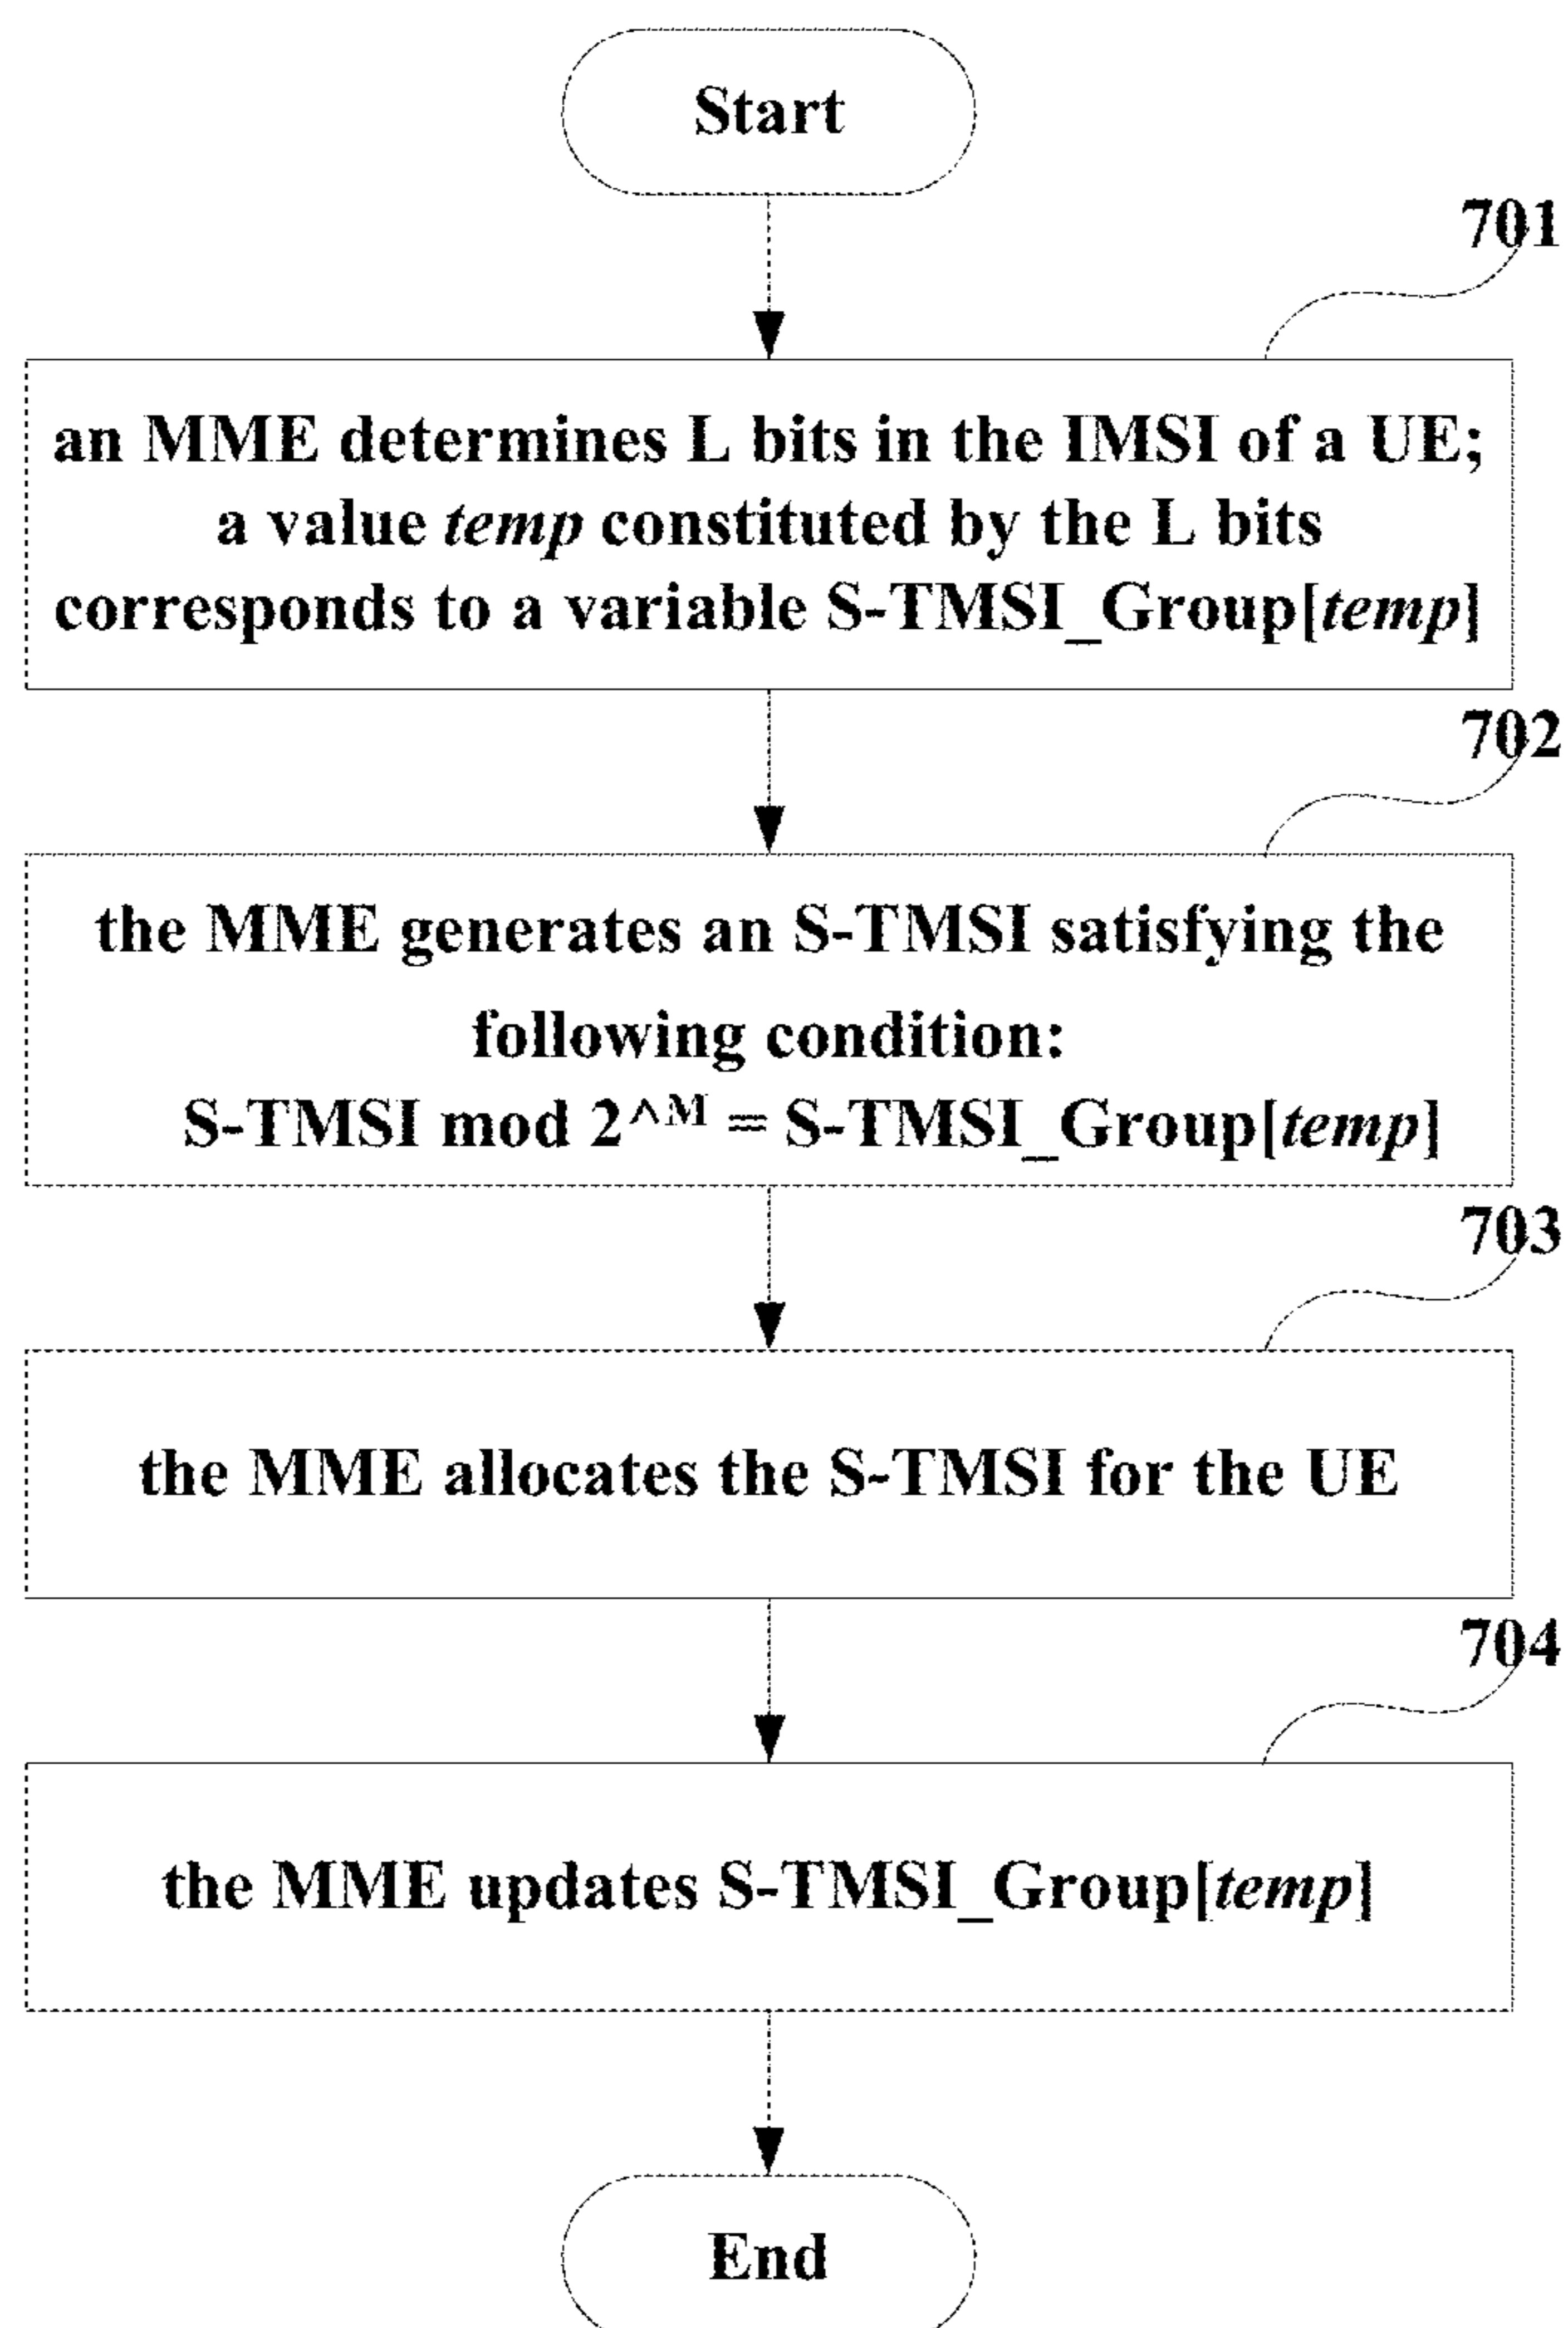 Start
701
an MME determines L bits in the IMSI of a UE;
a value temp constituted by the L bits
corresponds to a variable S-TMSI_Group[temp]
702
the MME generates an S-TMSI satisfying the
following condition:
S-TMSI mod 2^M = S-TMSI_Group[temp]
703
the MME allocates the S-TMSI for the UE
704
the MME updates S-TMSI_Group[temp]
End